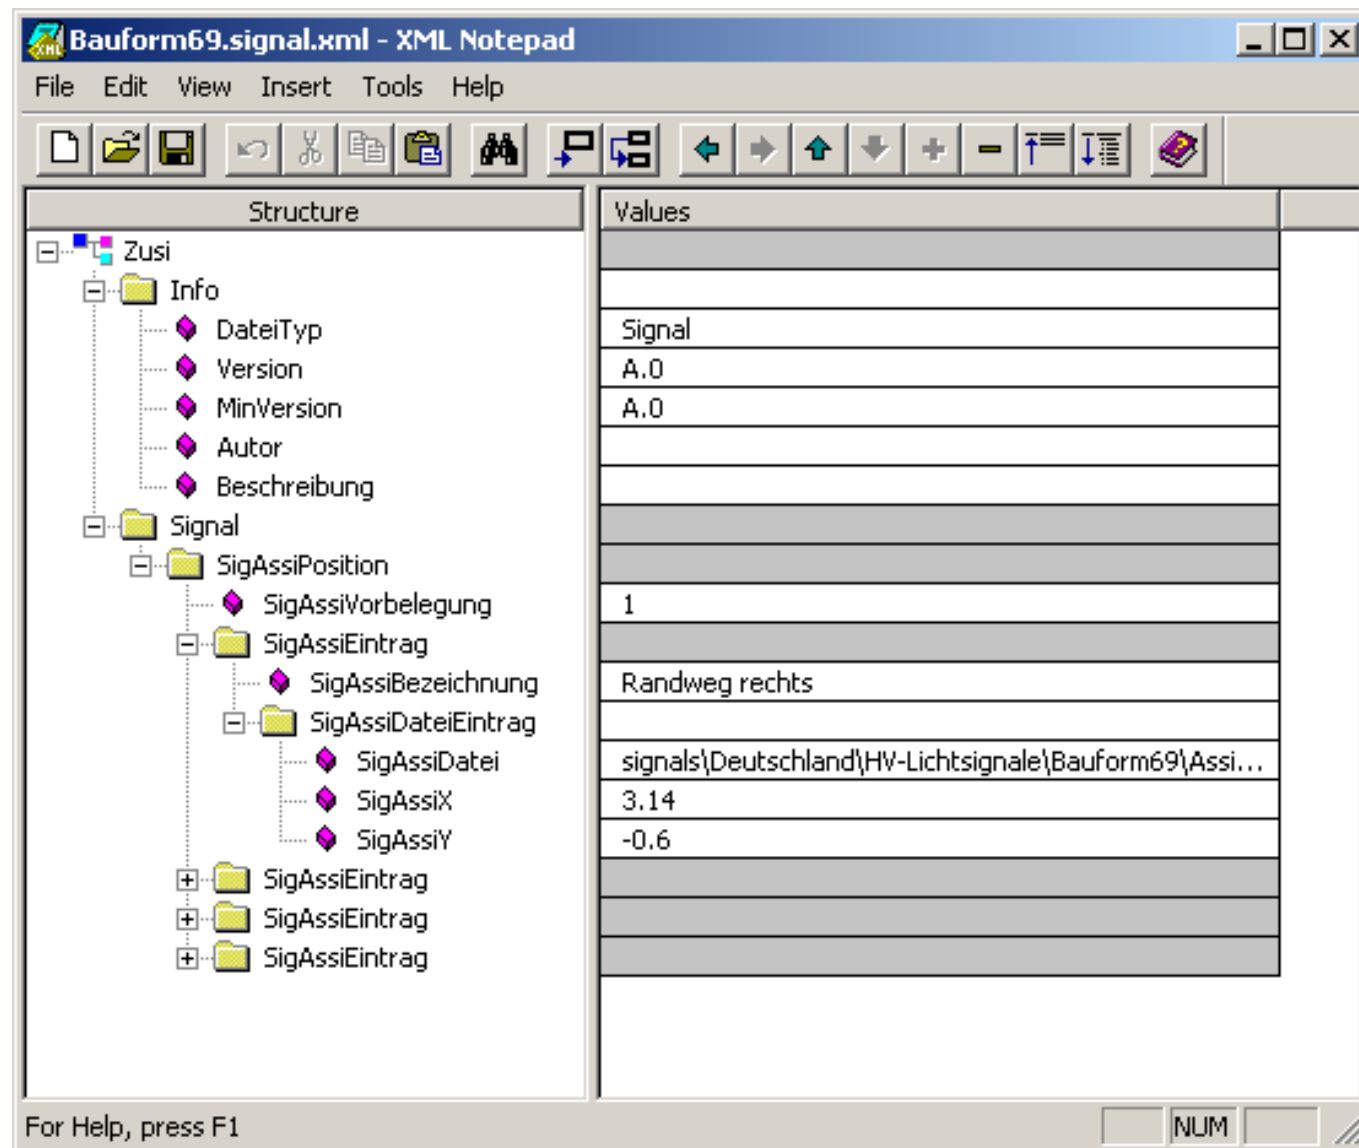 Bauform69.signal.xml - XML Notepad
File Edit View Insert Tools Help
Structure Values
Zusi
Info
DateiTyp Signal
Version A.0
MinVersion A.0
Autor
Beschreibung
Signal
SigAssiPosition
SigAssiVorbelegung 1
SigAssiEintrag
SigAssiBezeichnung Randweg rechts
SigAssiDateiEintrag
SigAssiDatei signals\Deutschland\HV-Lichtsignale\Bauform69\Assi...
SigAssiX 3.14
SigAssiY -0.6
SigAssiEintrag
SigAssiEintrag
SigAssiEintrag
For Help, press F1 NUM